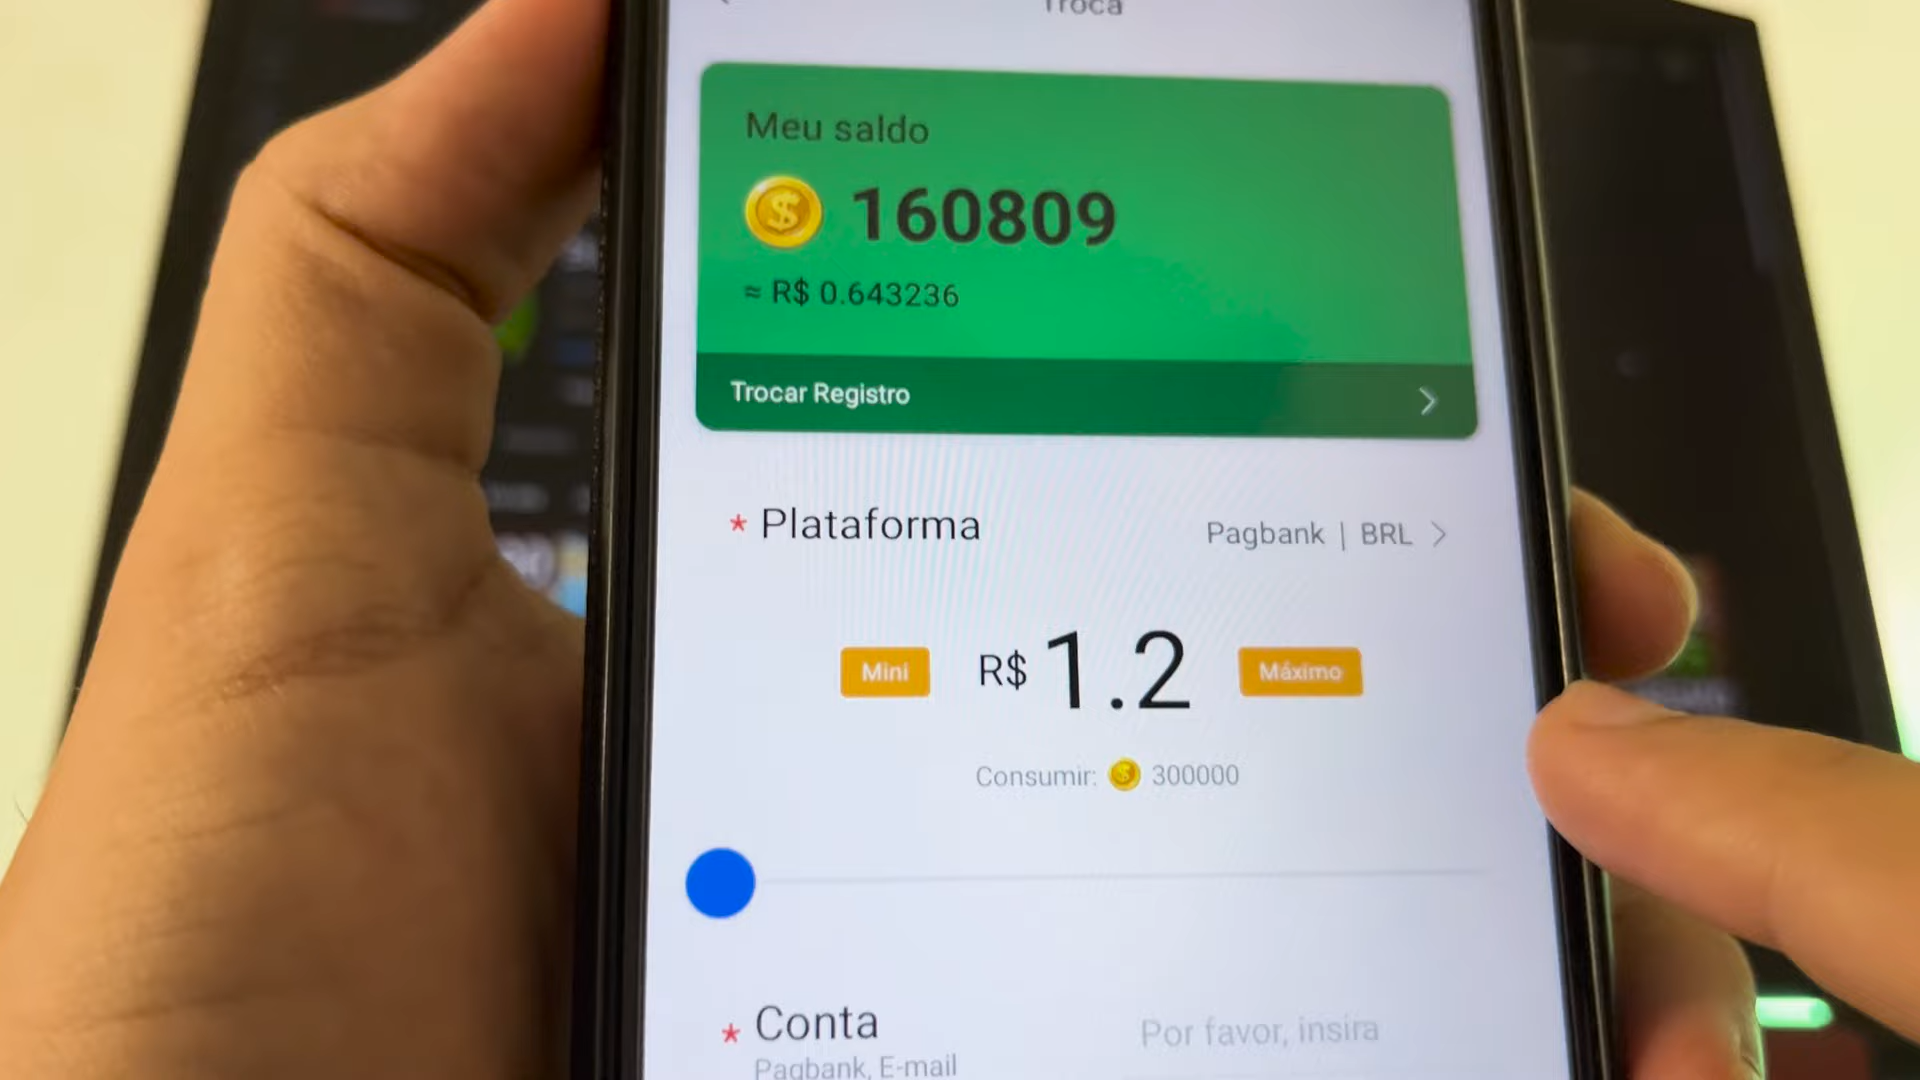 Troca
Meu saldo
160809
≈ R$ 0.643236
Trocar Registro
* Plataforma
Pagbank | BRL
Mini
R$ 1.2
Máximo
Consumir: 300000
* Conta
Por favor, insira
Pagbank, E-mail